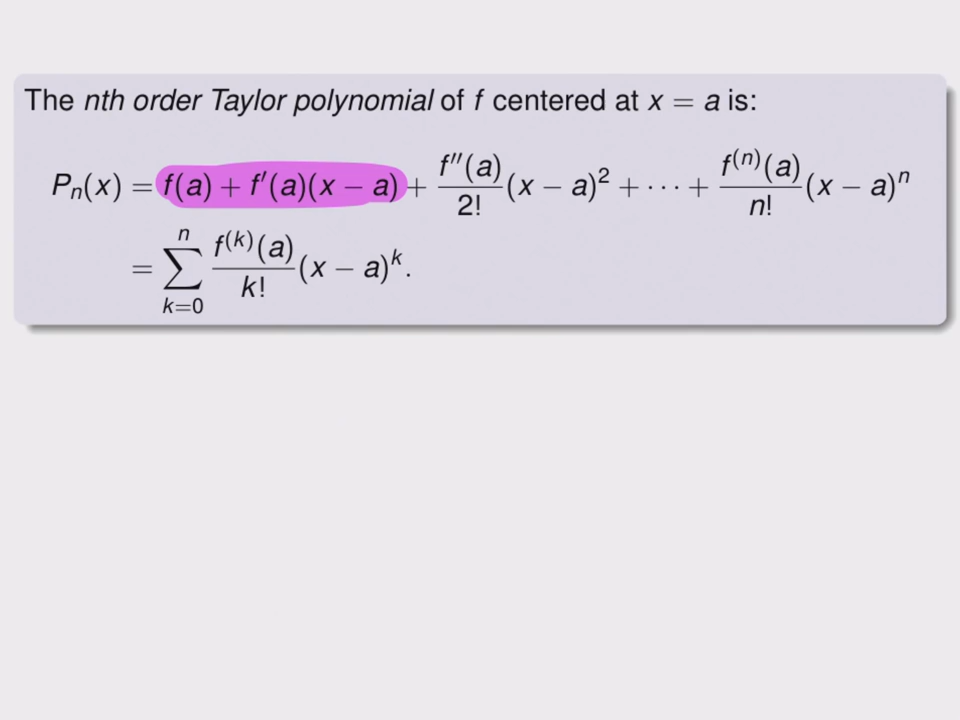 The nth order Taylor polynomial of f centered at x = a is:
Pₙ(x) = f(a) + f′(a)(x − a) + f″(a)/2! (x − a)² + ⋯ + f⁽ⁿ⁾(a)/n! (x − a)ⁿ
= ∑ₖ₌₀ⁿ f⁽ᵏ⁾(a)/k! (x − a)ᵏ.